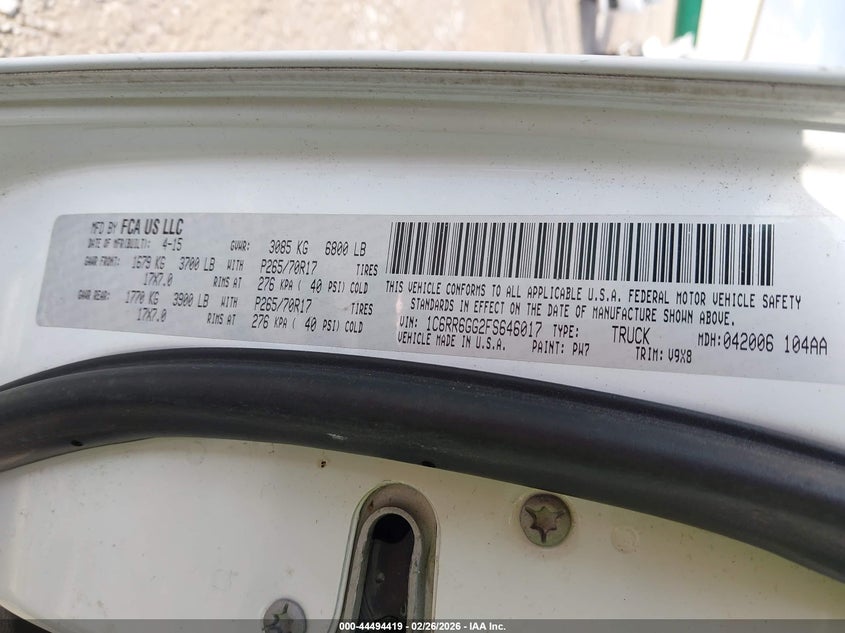 MFD BY FCA US LLC
DATE OF MFR(BUILT): 4-15 GVWR: 3085 KG 6800 LB
GAWR FRONT: 1679 KG 3700 LB WITH P265/70R17 TIRES
17X7.0 RIMS AT 276 KPA ( 40 PSI) COLD
GAWR REAR: 1770 KG 3900 LB WITH P265/70R17 TIRES
17X7.0 RIMS AT 276 KPA ( 40 PSI) COLD
THIS VEHICLE CONFORMS TO ALL APPLICABLE U.S.A. FEDERAL MOTOR VEHICLE SAFETY
STANDARDS IN EFFECT ON THE DATE OF MANUFACTURE SHOWN ABOVE.
VIN: 1C6RR6GG2FS646017 TYPE: TRUCK MDH:042006 104AA
VEHICLE MADE IN U.S.A. PAINT: PW7 TRIM: V9X8
000-44494419 | 02/26/2026 - IAA Inc.